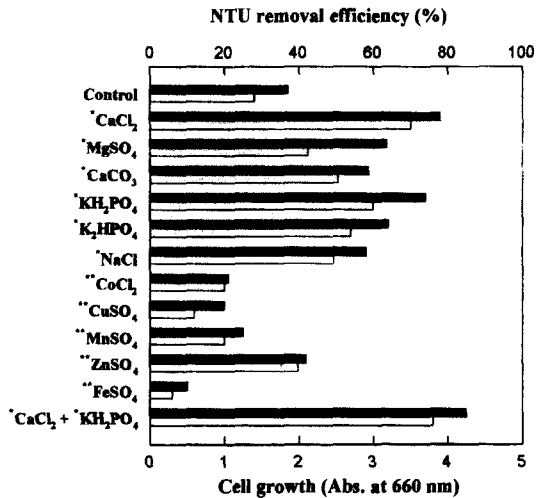 NTU removal efficiency (%)
0 20 40 60 80 100
Control
*CaCl₂
*MgSO₄
*CaCO₃
*KH₂PO₄
*K₂HPO₄
*NaCl
**CoCl₂
**CuSO₄
**MnSO₄
**ZnSO₄
**FeSO₄
*CaCl₂ + *KH₂PO₄
0 1 2 3 4 5
Cell growth (Abs. at 660 nm)